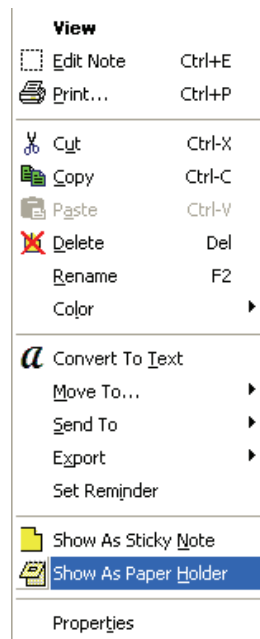 View
Edit Note Ctrl+E
Print... Ctrl+P
Cut Ctrl-X
Copy Ctrl-C
Paste Ctrl-V
Delete Del
Rename F2
Color
Convert To Text
Move To...
Send To
Export
Set Reminder
Show As Sticky Note
Show As Paper Holder
Properties